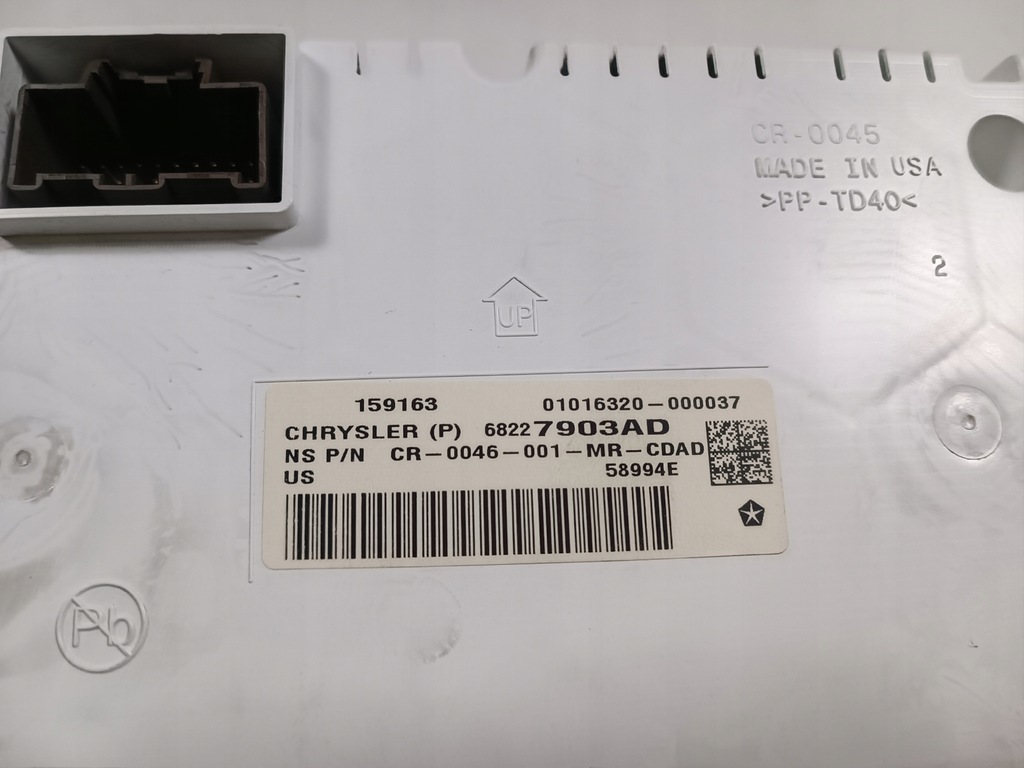 CR-0045
MADE IN USA
>PP-TD40<
2
UP
159163 01016320-000037
CHRYSLER (P) 68227903AD
NS P/N CR-0046-001-MR-CDAD
US 58994E
Pb